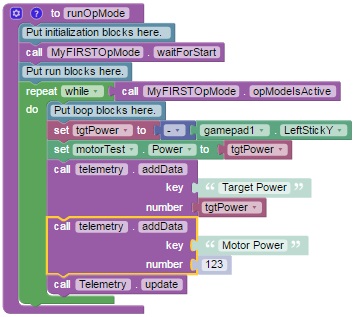 ? to runOpMode
Put initialization blocks here.
call MyFIRSTOpMode . waitForStart
Put run blocks here.
repeat while call MyFIRSTOpMode . opModeIsActive
do Put loop blocks here.
set tgtPower to - gamepad1 . LeftStickY
set motorTest . Power to tgtPower
call telemetry . addData
key “ Target Power ”
number tgtPower
call telemetry . addData
key “ Motor Power ”
number 123
call Telemetry . update